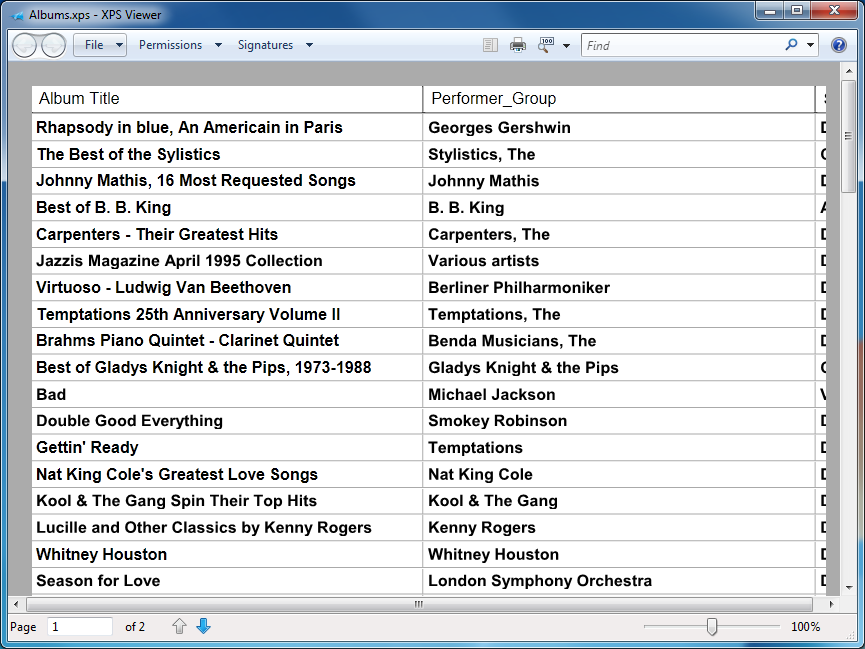 Albums.xps - XPS Viewer
File Permissions Signatures 100 Find
Album Title Performer_Group
Rhapsody in blue, An Americain in Paris Georges Gershwin
The Best of the Sylistics Stylistics, The
Johnny Mathis, 16 Most Requested Songs Johnny Mathis
Best of B. B. King B. B. King
Carpenters - Their Greatest Hits Carpenters, The
Jazzis Magazine April 1995 Collection Various artists
Virtuoso - Ludwig Van Beethoven Berliner Philharmoniker
Temptations 25th Anniversary Volume II Temptations, The
Brahms Piano Quintet - Clarinet Quintet Benda Musicians, The
Best of Gladys Knight & the Pips, 1973-1988 Gladys Knight & the Pips
Bad Michael Jackson
Double Good Everything Smokey Robinson
Gettin' Ready Temptations
Nat King Cole's Greatest Love Songs Nat King Cole
Kool & The Gang Spin Their Top Hits Kool & The Gang
Lucille and Other Classics by Kenny Rogers Kenny Rogers
Whitney Houston Whitney Houston
Season for Love London Symphony Orchestra
Page 1 of 2 100%